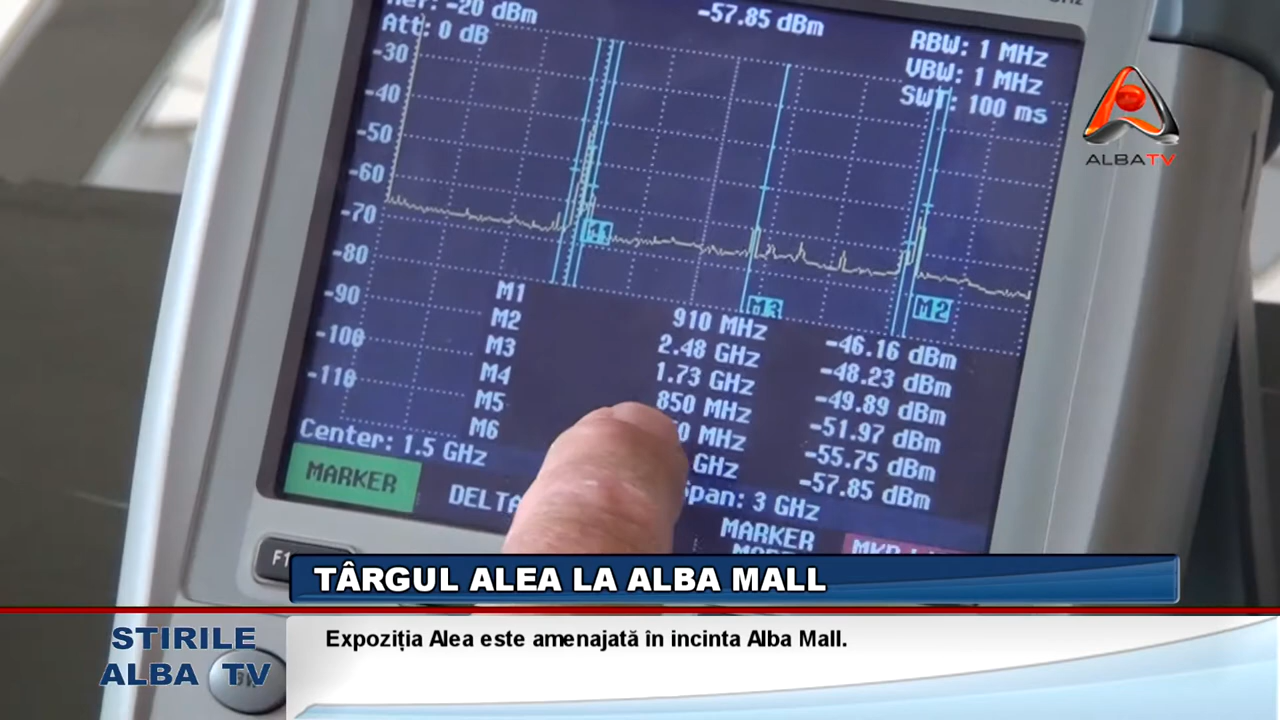 Ref: -20 dBm
-57.85 dBm
Att: 0 dB
RBW: 1 MHz
VBW: 1 MHz
SWT: 100 ms
-30
-40
-50
-60
-70
-80
-90
-100
-110
M1
M3
M2
M1 910 MHz -46.16 dBm
M2 2.48 GHz -48.23 dBm
M3 1.73 GHz -49.89 dBm
M4 850 MHz -51.97 dBm
M5 MHz -55.75 dBm
M6 GHz -57.85 dBm
Center: 1.5 GHz
Span: 3 GHz
MARKER
DELTA
MARKER
F1
ALBATV
TÂRGUL ALEA LA ALBA MALL
STIRILE
ALBA TV
Expoziția Alea este amenajată în incinta Alba Mall.